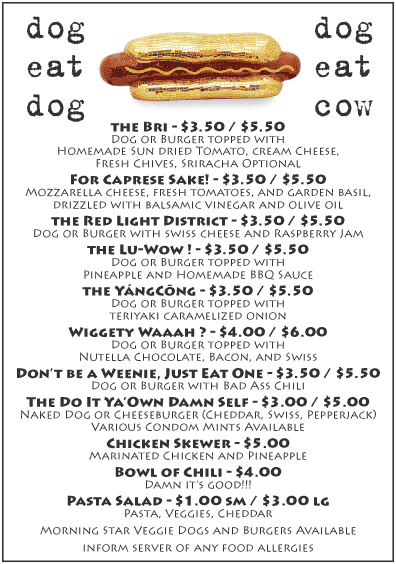 dog
eat
dog
dog
eat
cow
the Bri - $3.50 / $5.50
Dog or Burger topped with
Homemade Sun dried Tomato, cream Cheese,
Fresh Chives, Sriracha Optional
For Caprese Sake! - $3.50 / $5.50
Mozzarella cheese, fresh tomatoes, and garden basil,
drizzled with balsamic vinegar and olive oil
the Red Light District - $3.50 / $5.50
Dog or Burger with swiss cheese and Raspberry Jam
the Lu-Wow ! - $3.50 / $5.50
Dog or Burger topped with
Pineapple and Homemade BBQ Sauce
the YángCōng - $3.50 / $5.50
Dog or Burger topped with
teriyaki caramelized onion
Wiggety Waaah ? - $4.00 / $6.00
Dog or Burger topped with
Nutella Chocolate, Bacon, and Swiss
Don't be a Weenie, Just Eat One - $3.50 / $5.50
Dog or Burger with Bad Ass Chili
The Do It Ya'Own Damn Self - $3.00 / $5.00
Naked Dog or Cheeseburger (Cheddar, Swiss, Pepperjack)
Various Condom Mints Available
Chicken Skewer - $5.00
Marinated Chicken and Pineapple
Bowl of Chili - $4.00
Damn it's good!!!
Pasta Salad - $1.00 sm / $3.00 lg
Pasta, Veggies, Cheddar
Morning Star Veggie Dogs and Burgers Available
inform server of any food allergies